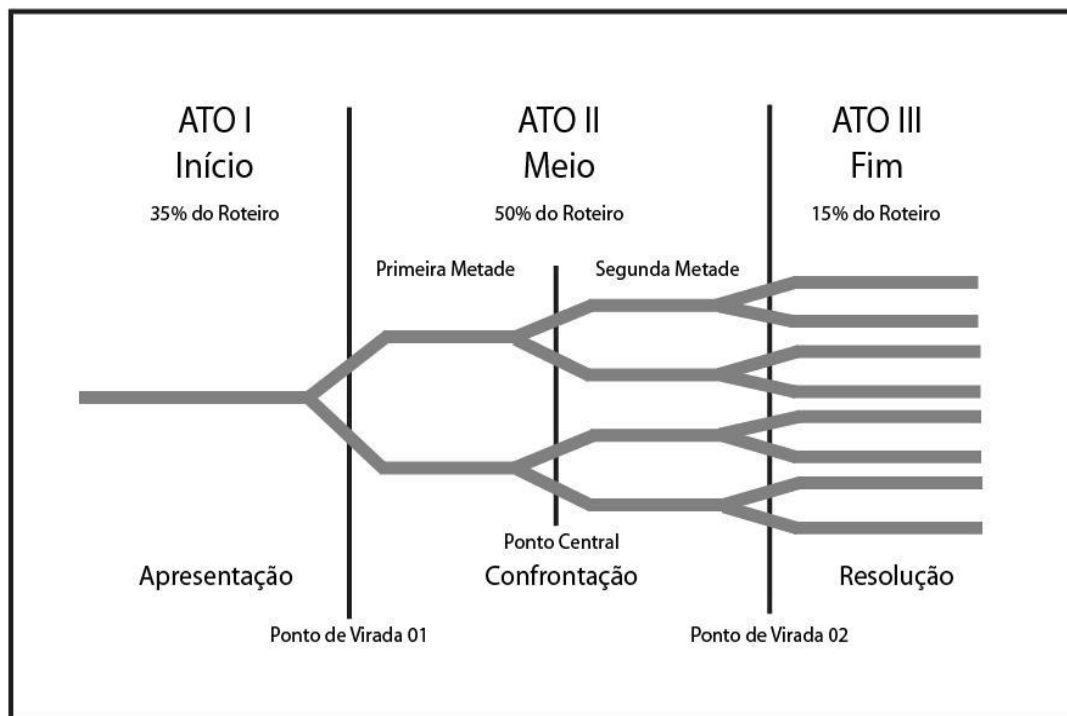 ATO I
Início
35% do Roteiro
ATO II
Meio
50% do Roteiro
ATO III
Fim
15% do Roteiro
Primeira Metade
Segunda Metade
Ponto Central
Apresentação
Confrontação
Resolução
Ponto de Virada 01
Ponto de Virada 02